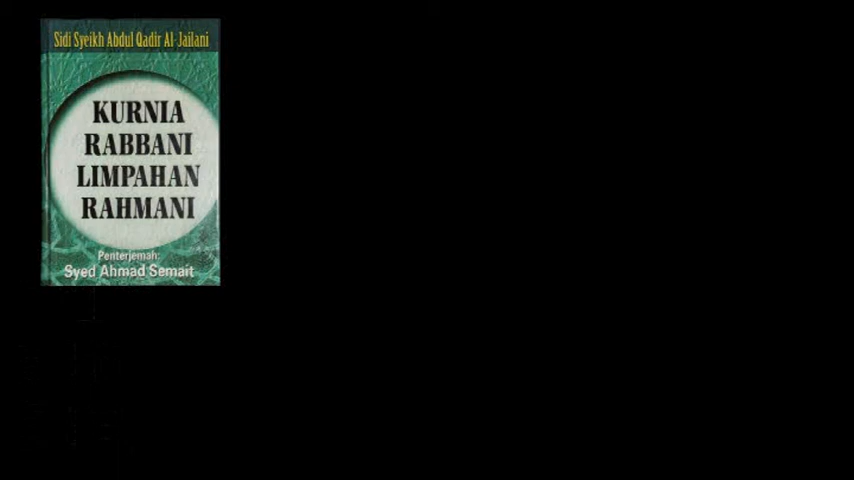 Sidi Syeikh Abdul Qadir Al-Jailani
KURNIA
RABBANI
LIMPAHAN
RAHMANI
Penterjemah:
Syed Ahmad Semait